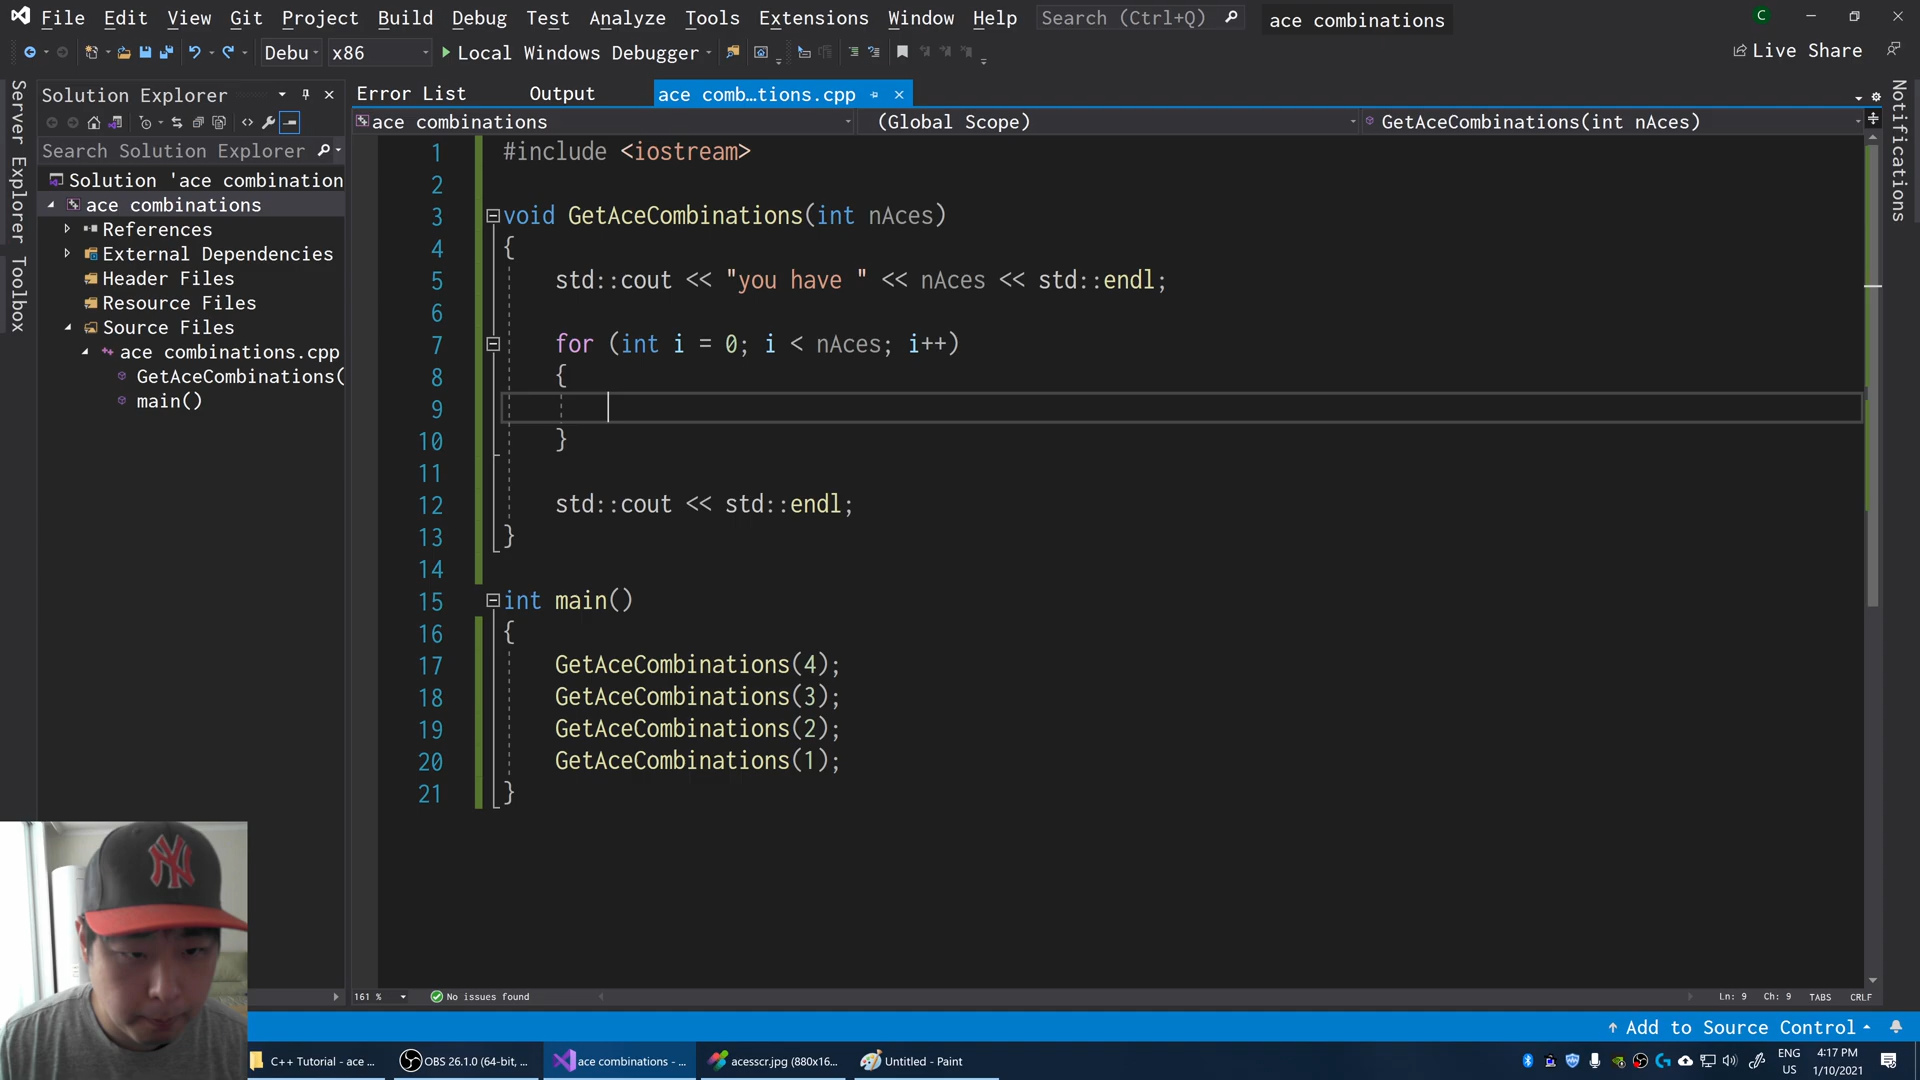 File Edit View Git Project Build Debug Test Analyze Tools Extensions Window Help Search (Ctrl+Q) ace combinations C
Debu x86 Local Windows Debugger Live Share
Server Explorer Toolbox
Solution Explorer
Search Solution Explorer
Solution 'ace combination
ace combinations
References
External Dependencies
Header Files
Resource Files
Source Files
ace combinations.cpp
GetAceCombinations(
main()
Error List Output ace comb...tions.cpp
ace combinations (Global Scope) GetAceCombinations(int nAces)
1 #include <iostream>
2
3 void GetAceCombinations(int nAces)
4 {
5 std::cout << "you have " << nAces << std::endl;
6
7 for (int i = 0; i < nAces; i++)
8 {
9
10 }
11
12 std::cout << std::endl;
13 }
14
15 int main()
16 {
17 GetAceCombinations(4);
18 GetAceCombinations(3);
19 GetAceCombinations(2);
20 GetAceCombinations(1);
21 }
Notifications
161 % No issues found Ln: 9 Ch: 9 TABS CRLF
Add to Source Control
NY
C++ Tutorial - ace ... OBS 26.1.0 (64-bit, ... ace combinations - ... acesscr.jpg (880x16... Untitled - Paint ENG US 4:17 PM 1/10/2021